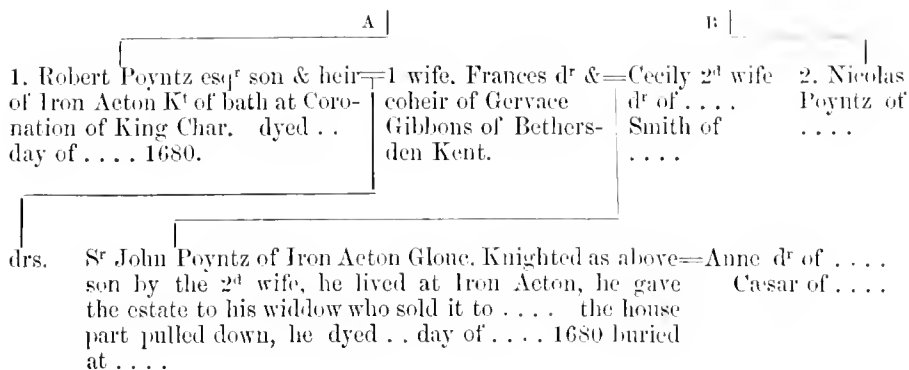 A B
1. Robert Poyntz esqʳ son & heir
of Iron Acton Kᵗ of bath at Coro-
nation of King Char. dyed . .
day of . . . . 1680.
1 wife. Frances dʳ &
coheir of Gervace
Gibbons of Bethers-
den Kent.
Cecily 2ᵈ wife
dʳ of . . . .
Smith of
. . . .
2. Nicolas
Poyntz of
. . . .
drs.
Sʳ John Poyntz of Iron Acton Glouc. Knighted as above
son by the 2ᵈ wife, he lived at Iron Acton, he gave
the estate to his widdow who sold it to . . . . the house
part pulled down, he dyed . . day of . . . . 1680 buried
at . . . .
Anne dʳ of . . . .
Cæsar of . . . .